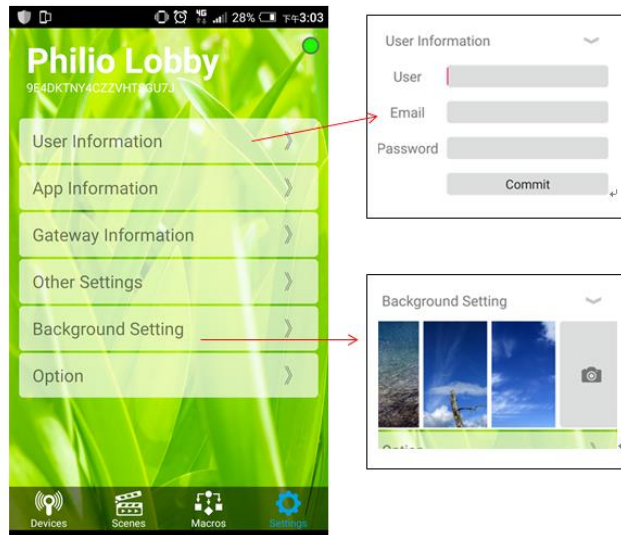 4G 28% 下午3:03
Philio Lobby
User Information
App Information
Gateway Information
Other Settings
Background Setting
Option
Devices Scenes Macros Settings
User Information
User
Email
Password
Commit
Background Setting